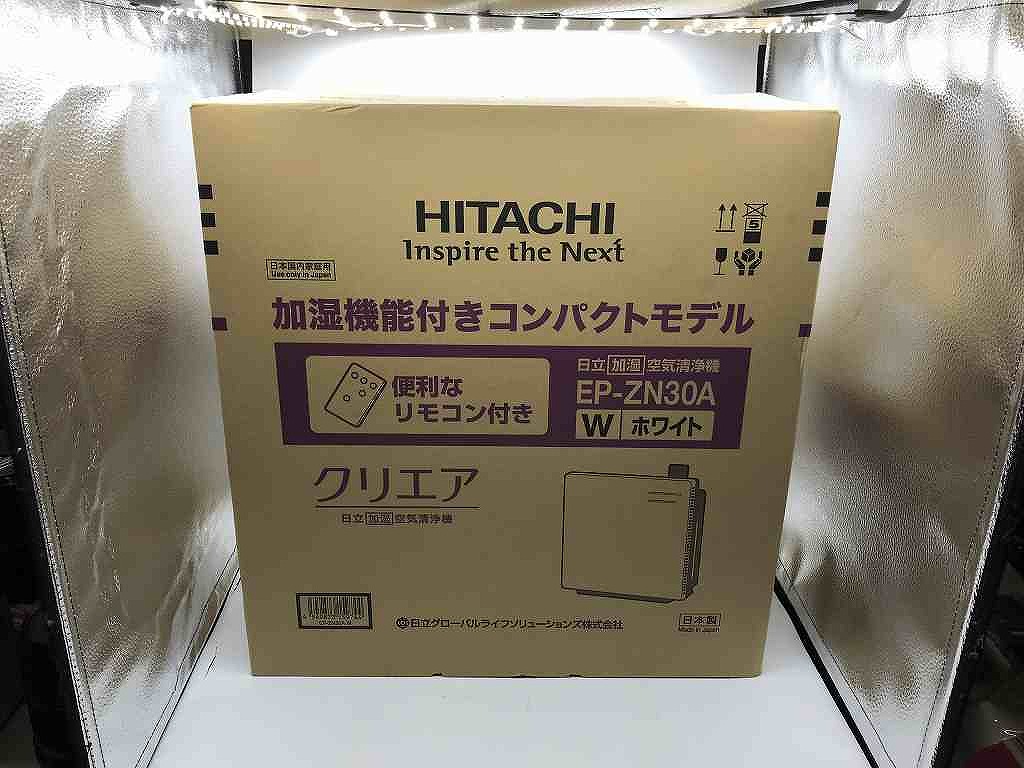 HITACHI
Inspire the Next
5
日本国内家庭用
Use only in Japan
加湿機能付きコンパクトモデル
便利な
リモコン付き
日立 加湿 空気清浄機
EP-ZN30A
W ホワイト
クリエア
日立 加湿 空気清浄機
日立グローバルライフソリューションズ株式会社
日本製
Made in Japan